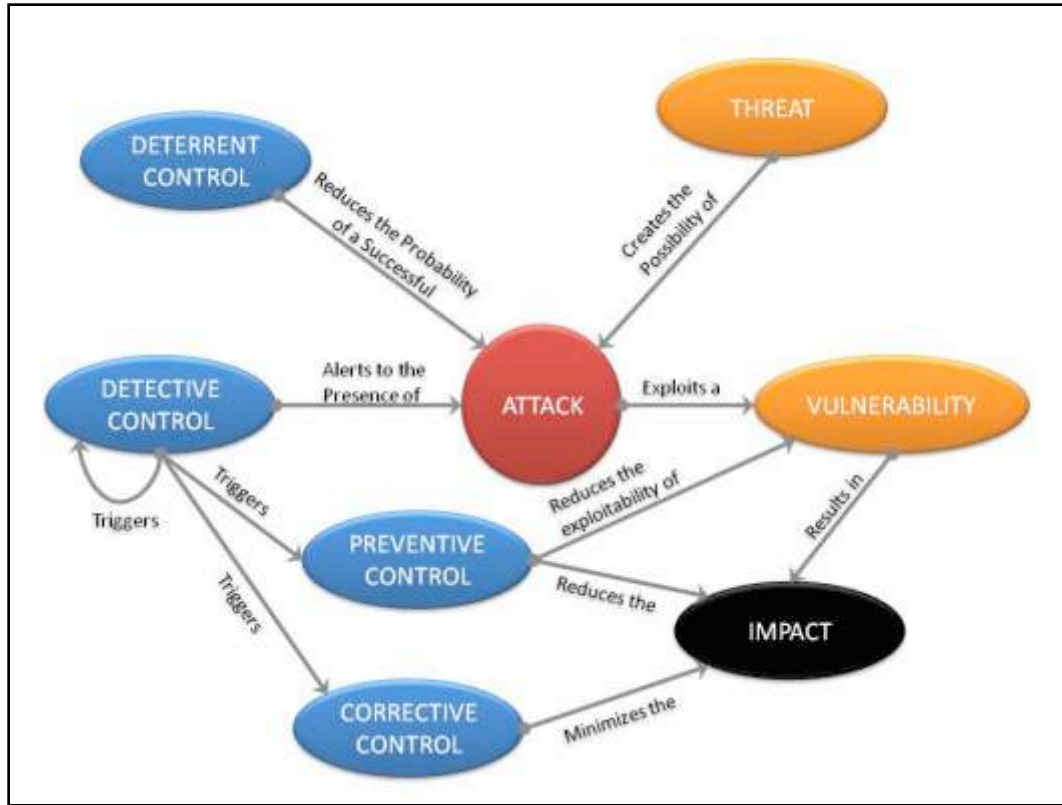 THREAT
DETERRENT
CONTROL
Reduces the Probability
of a Successful
Creates the
Possibility of
DETECTIVE
CONTROL
Alerts to the
Presence of
ATTACK
Exploits a
VULNERABILITY
Triggers
Triggers
Reduces the
exploitability of
Results in
PREVENTIVE
CONTROL
Reduces the
IMPACT
Triggers
CORRECTIVE
CONTROL
Minimizes the